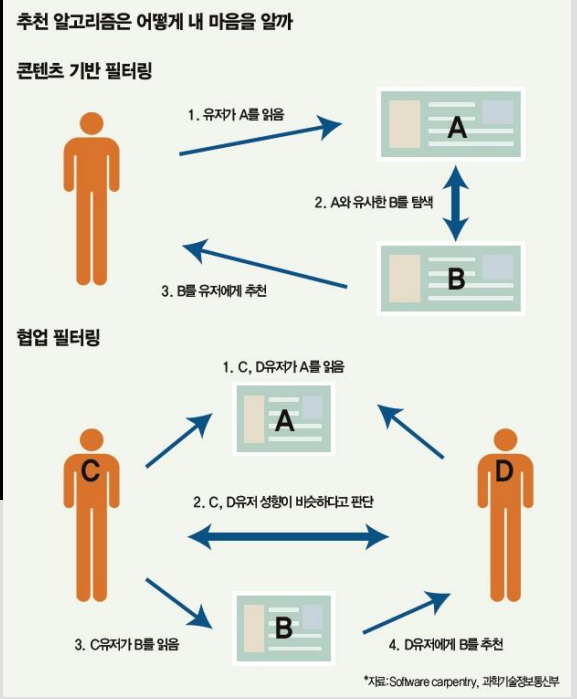 추천 알고리즘은 어떻게 내 마음을 알까
콘텐츠 기반 필터링
1. 유저가 A를 읽음
A
2. A와 유사한 B를 탐색
B
3. B를 유저에게 추천
협업 필터링
1. C, D유저가 A를 읽음
A
C
D
2. C, D유저 성향이 비슷하다고 판단
B
3. C유저가 B를 읽음
4. D유저에게 B를 추천
*자료:Software carpentry, 과학기술정보통신부